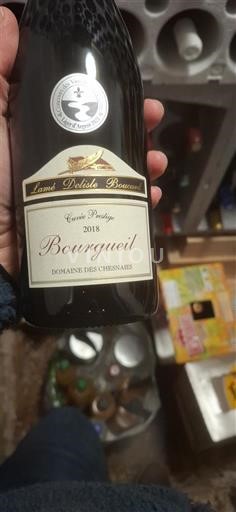 Lamé Delisle Boucard
Cuvée Prestige
2018
Bourgueil
DOMAINE DES CHESNAIES